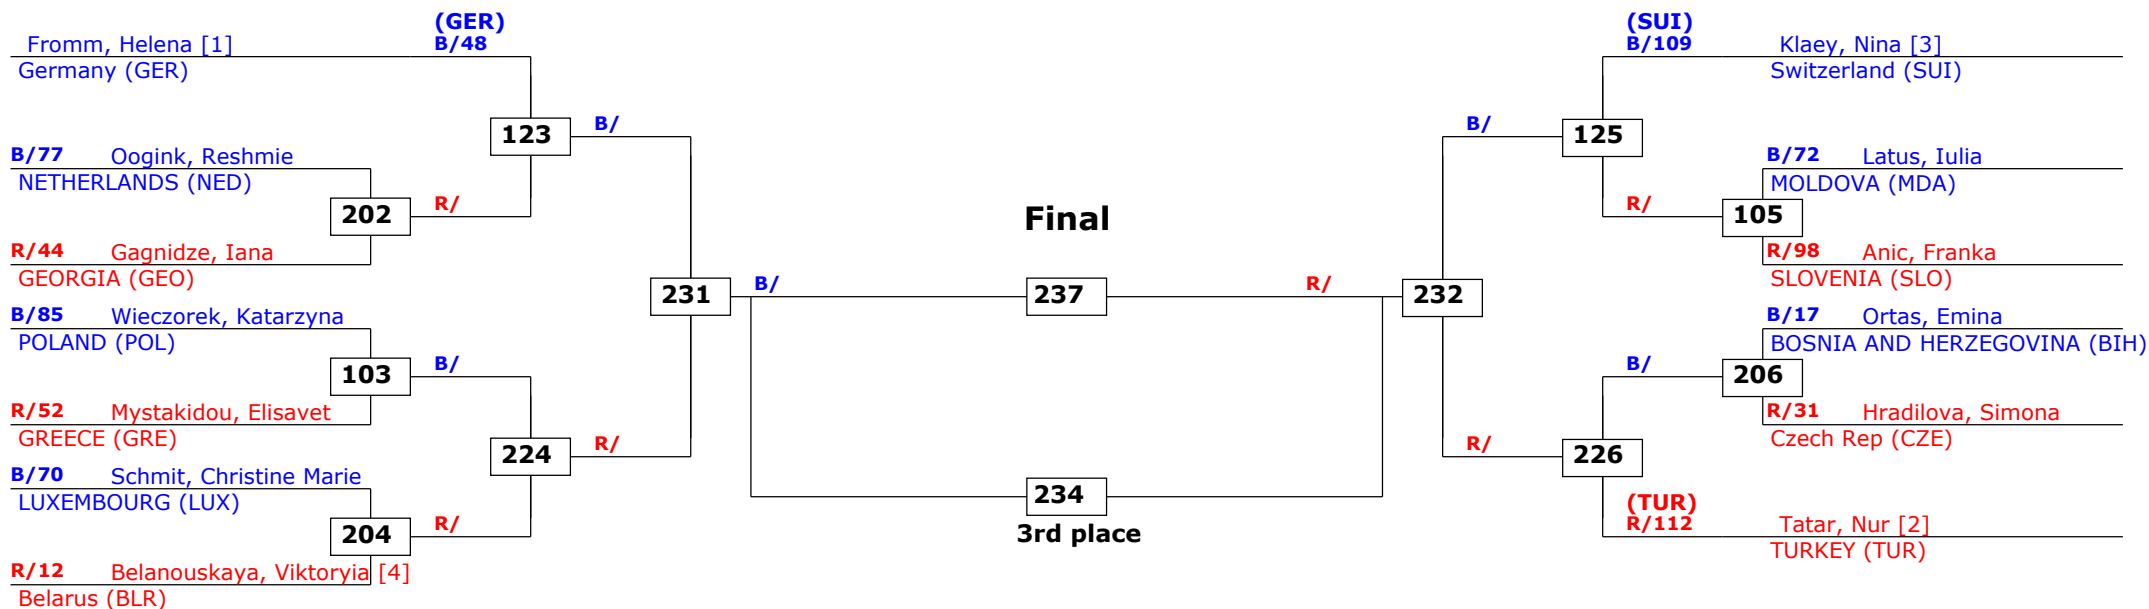 (GER)
B/48
Fromm, Helena [1]
Germany (GER)
123
B/
B/77 Oogink, Reshmie
NETHERLANDS (NED)
202
R/
R/44 Gagnidze, Iana
GEORGIA (GEO)
231
B/
B/85 Wieczorek, Katarzyna
POLAND (POL)
103
B/
R/52 Mystakidou, Elisavet
GREECE (GRE)
224
R/
B/70 Schmit, Christine Marie
LUXEMBOURG (LUX)
204
R/
R/12 Belanouskaya, Viktoryia [4]
Belarus (BLR)
Final
237
234
3rd place
(SUI)
B/109 Klaey, Nina [3]
Switzerland (SUI)
B/
125
B/72 Latus, Iulia
MOLDOVA (MDA)
R/
105
R/98 Anic, Franka
SLOVENIA (SLO)
R/
232
B/17 Ortas, Emina
BOSNIA AND HERZEGOVINA (BIH)
B/
206
R/31 Hradilova, Simona
Czech Rep (CZE)
R/
226
(TUR)
R/112 Tatar, Nur [2]
TURKEY (TUR)